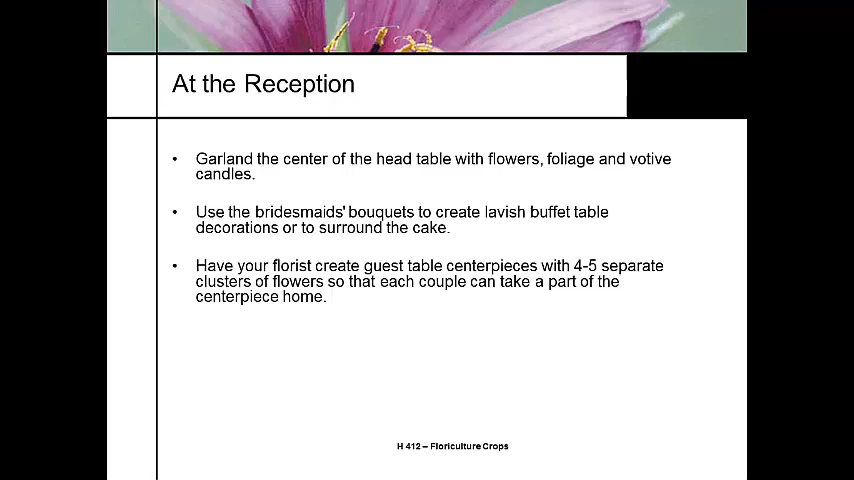 At the Reception
• Garland the center of the head table with flowers, foliage and votive
candles.
• Use the bridesmaids' bouquets to create lavish buffet table
decorations or to surround the cake.
• Have your florist create guest table centerpieces with 4-5 separate
clusters of flowers so that each couple can take a part of the
centerpiece home.
H 412 – Floriculture Crops